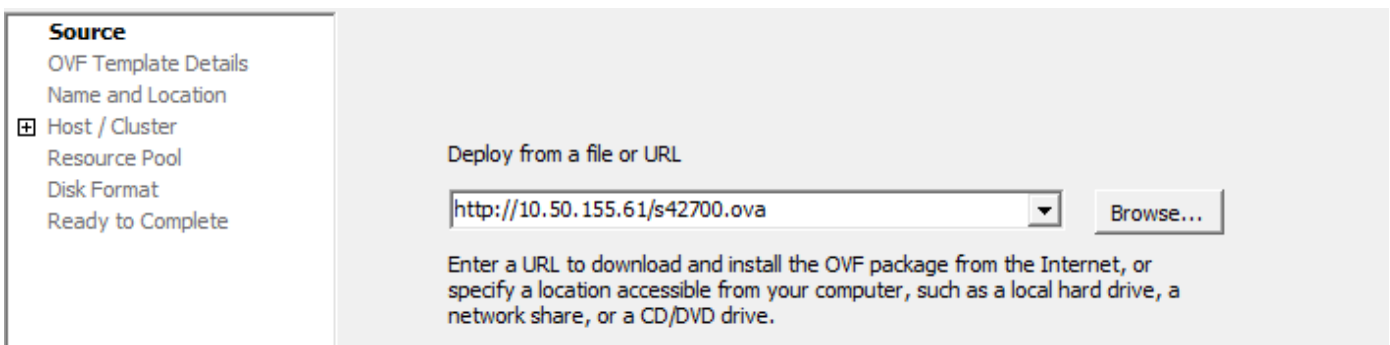 Source
OVF Template Details
Name and Location
Host / Cluster
Resource Pool
Disk Format
Ready to Complete
Deploy from a file or URL
http://10.50.155.61/s42700.ova
Browse...
Enter a URL to download and install the OVF package from the Internet, or
specify a location accessible from your computer, such as a local hard drive, a
network share, or a CD/DVD drive.